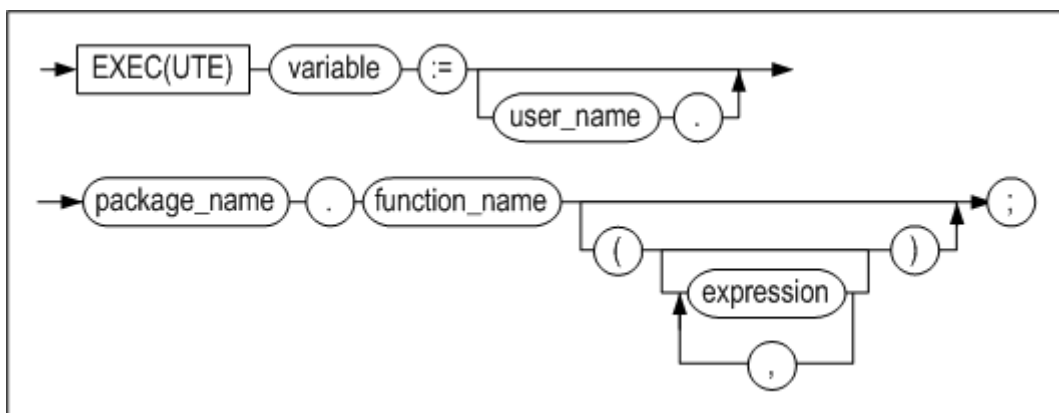 EXEC(UTE) variable :=
user_name .
package_name . function_name ;
( )
expression
,